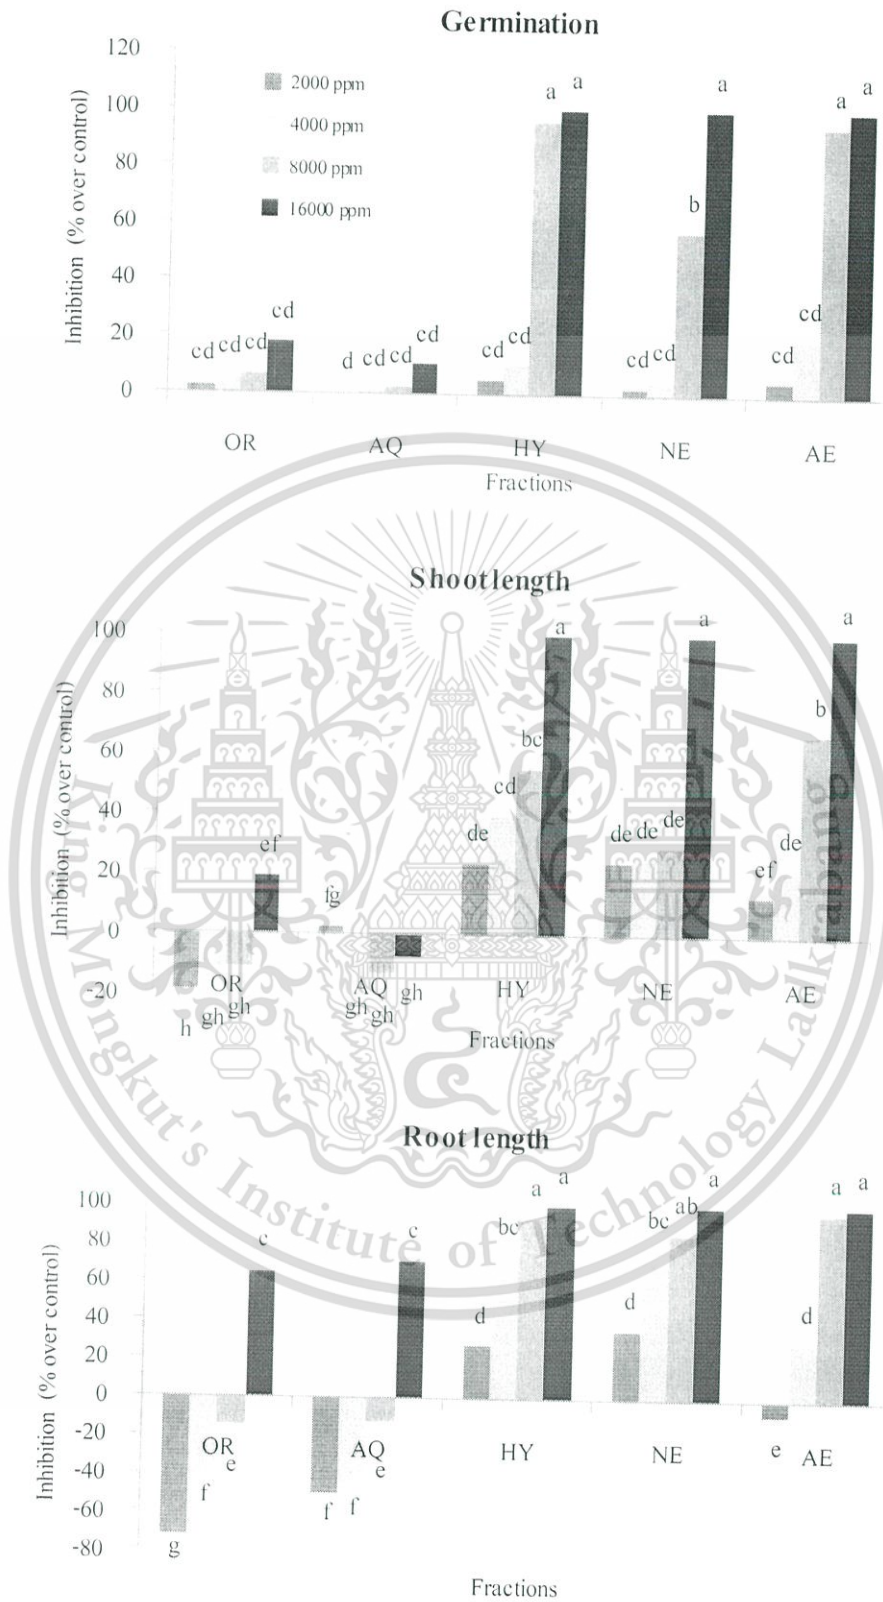 Germination
Inhibition (% over control)
120
100
80
60
40
20
0
2000 ppm
4000 ppm
8000 ppm
16000 ppm
cd cd cd cd
d cd cd cd
cd cd a a
cd cd b a
cd cd a a
OR AQ HY NE AE
Fractions
Shoot length
Inhibition (% over control)
100
80
60
40
20
0
-20
h gh gh ef
fg gh gh gh
de cd bc a
de de de a
ef de b a
OR AQ HY NE AE
Fractions
Root length
Inhibition (% over control)
100
80
60
40
20
0
-20
-40
-60
-80
g f e c
f f e c
d bc a a
d bc ab a
e d a a
OR AQ HY NE AE
Fractions
King Mongkut's Institute of Technology Ladkrabang